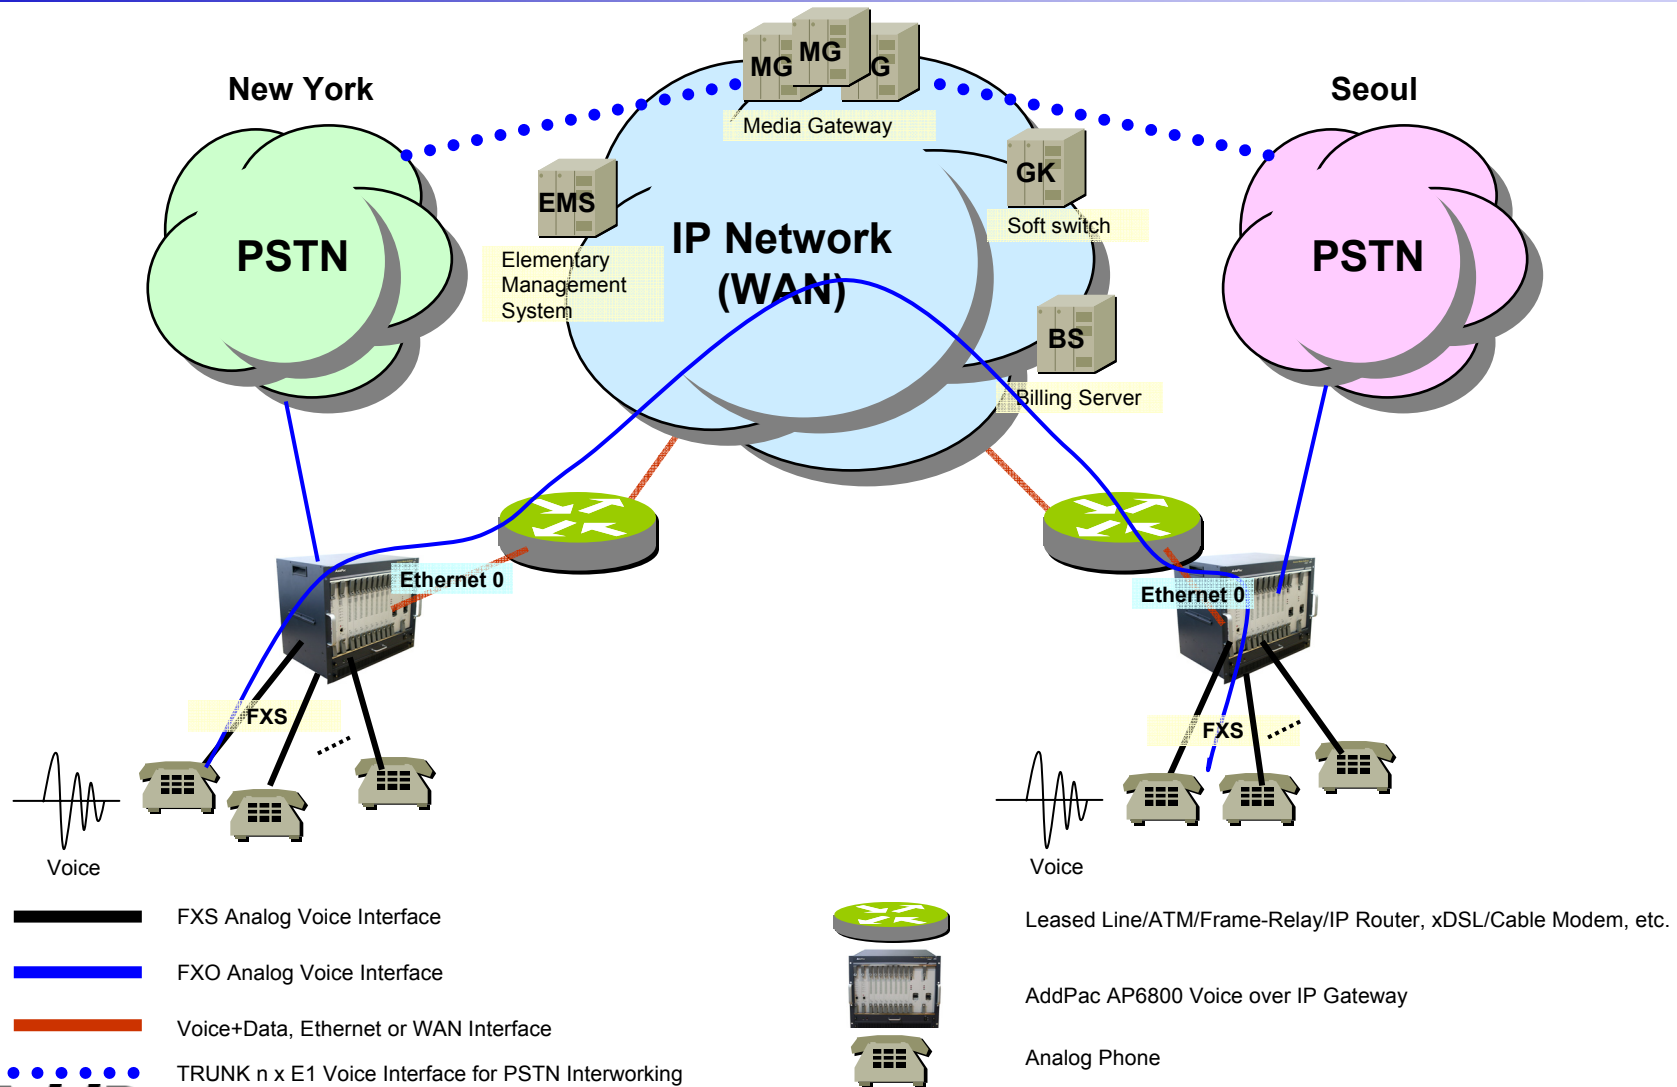 New York
Seoul
MG
MG
G
Media Gateway
EMS
Elementary
Management
System
GK
Soft switch
PSTN
IP Network
(WAN)
PSTN
BS
Billing Server
Ethernet 0
Ethernet 0
FXS
FXS
Voice
Voice
FXS Analog Voice Interface
FXO Analog Voice Interface
Voice+Data, Ethernet or WAN Interface
TRUNK n x E1 Voice Interface for PSTN Interworking
Leased Line/ATM/Frame-Relay/IP Router, xDSL/Cable Modem, etc.
AddPac AP6800 Voice over IP Gateway
Analog Phone